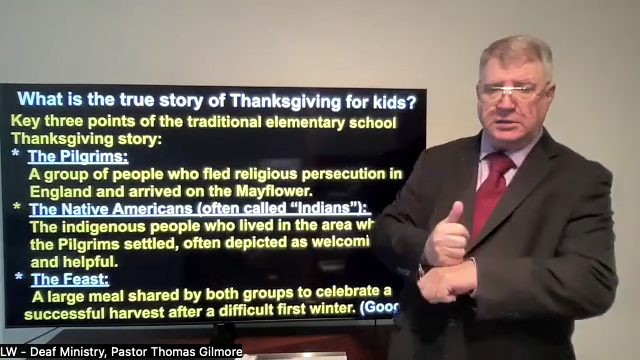 What is the true story of Thanksgiving for kids?
Key three points of the traditional elementary school
Thanksgiving story:
* The Pilgrims:
A group of people who fled religious persecution in
England and arrived on the Mayflower.
* The Native Americans (often called "Indians"):
The indigenous people who lived in the area
the Pilgrims settled, often depicted as
and helpful.
* The Feast:
A large meal shared by both groups to celebrate a
successful harvest after a difficult first winter.
LW - Deaf Ministry, Pastor Thomas Gilmore